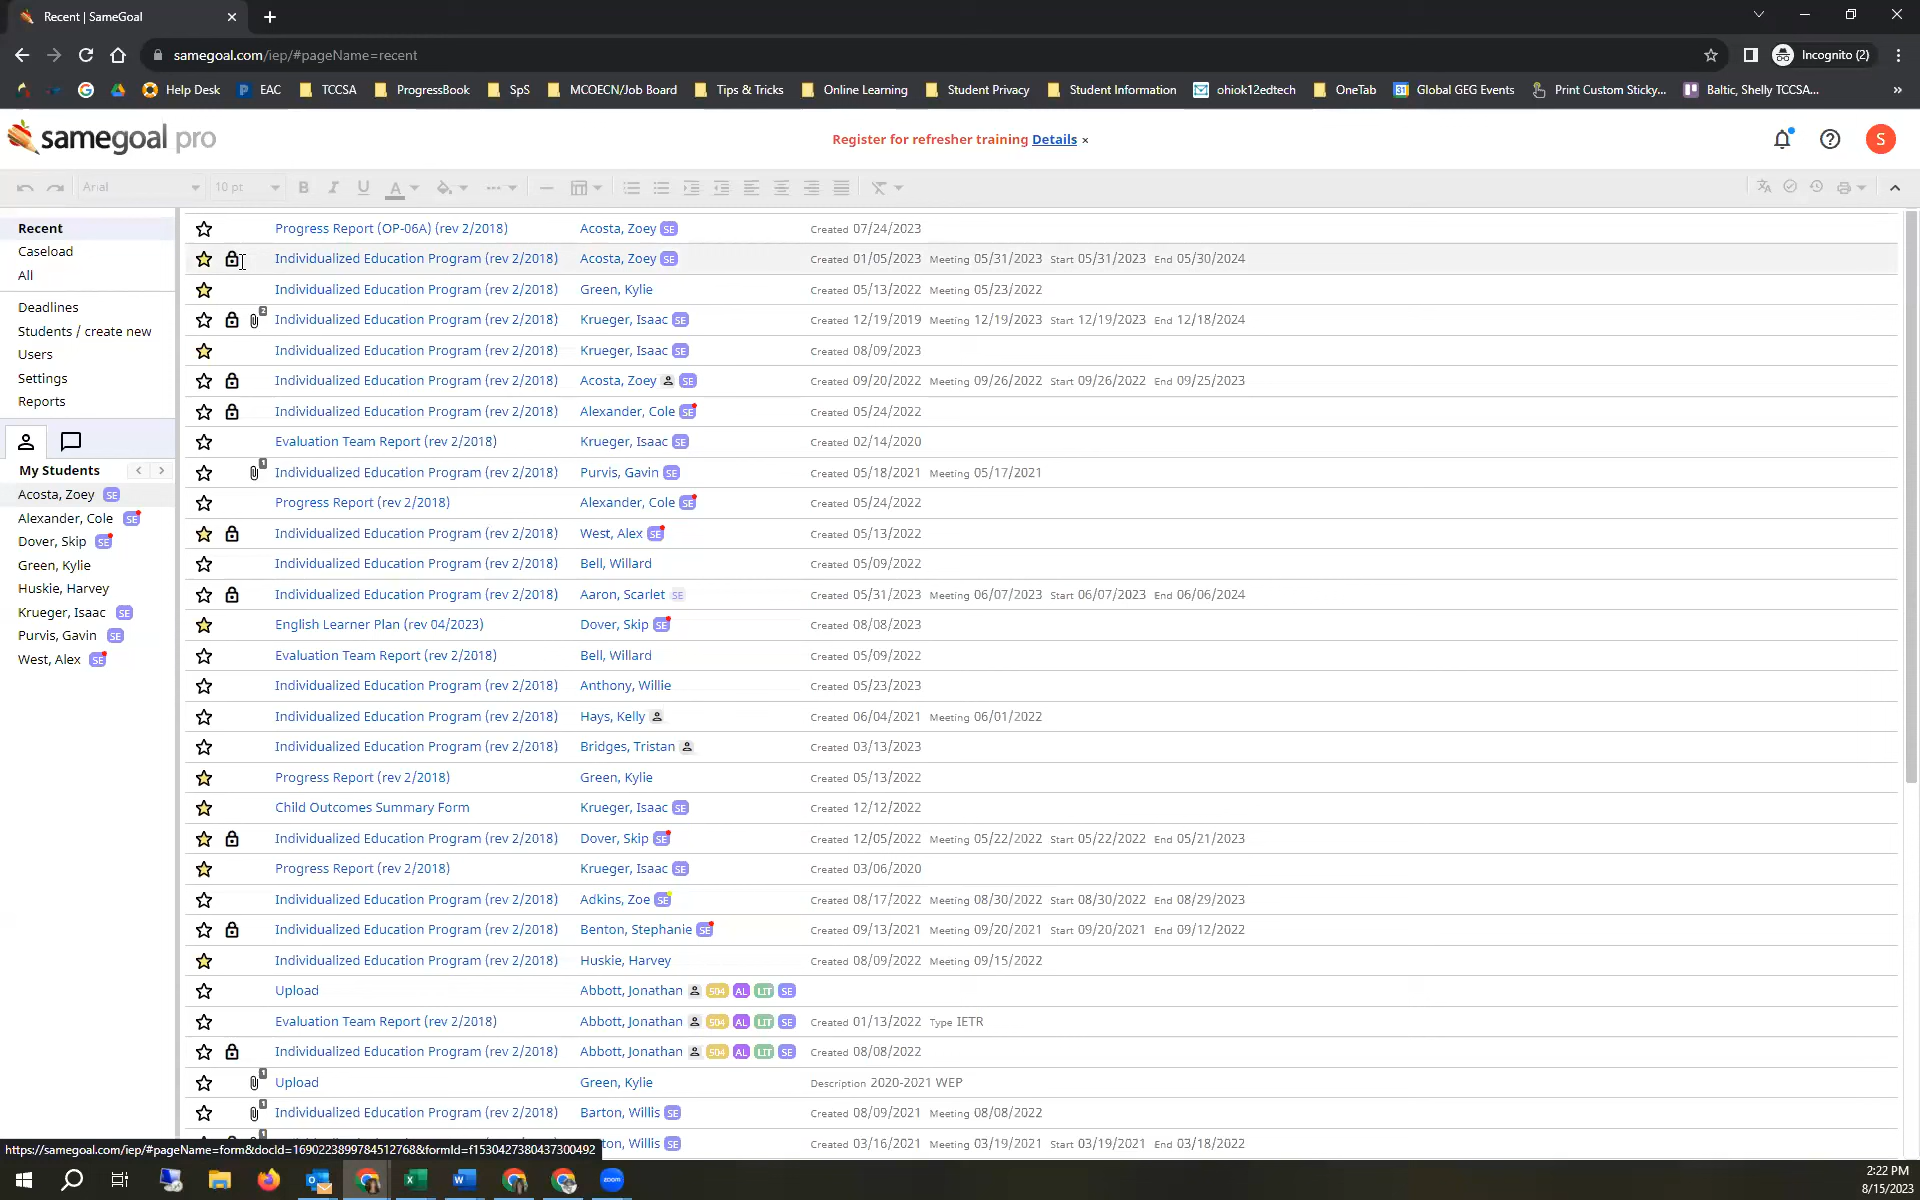 Recent | SameGoal
samegoal.com/iep/#pageName=recent
Incognito (2)
Help Desk EAC TCCSA ProgressBook SpS MCOECN/Job Board Tips & Tricks Online Learning Student Privacy Student Information ohiok12edtech OneTab Global GEG Events Print Custom Sticky... Baltic, Shelly TCCSA... »
samegoal pro
Register for refresher training Details ×
S
Arial 10 pt B I U A
Recent
Caseload
All
Deadlines
Students / create new
Users
Settings
Reports
My Students
Acosta, Zoey SE
Alexander, Cole SE
Dover, Skip SE
Green, Kylie
Huskie, Harvey
Krueger, Isaac SE
Purvis, Gavin SE
West, Alex SE
Progress Report (OP-06A) (rev 2/2018) Acosta, Zoey SE Created 07/24/2023
Individualized Education Program (rev 2/2018) Acosta, Zoey SE Created 01/05/2023 Meeting 05/31/2023 Start 05/31/2023 End 05/30/2024
Individualized Education Program (rev 2/2018) Green, Kylie Created 05/13/2022 Meeting 05/23/2022
2 Individualized Education Program (rev 2/2018) Krueger, Isaac SE Created 12/19/2019 Meeting 12/19/2023 Start 12/19/2023 End 12/18/2024
Individualized Education Program (rev 2/2018) Krueger, Isaac SE Created 08/09/2023
Individualized Education Program (rev 2/2018) Acosta, Zoey SE Created 09/20/2022 Meeting 09/26/2022 Start 09/26/2022 End 09/25/2023
Individualized Education Program (rev 2/2018) Alexander, Cole SE Created 05/24/2022
Evaluation Team Report (rev 2/2018) Krueger, Isaac SE Created 02/14/2020
1 Individualized Education Program (rev 2/2018) Purvis, Gavin SE Created 05/18/2021 Meeting 05/17/2021
Progress Report (rev 2/2018) Alexander, Cole SE Created 05/24/2022
Individualized Education Program (rev 2/2018) West, Alex SE Created 05/13/2022
Individualized Education Program (rev 2/2018) Bell, Willard Created 05/09/2022
Individualized Education Program (rev 2/2018) Aaron, Scarlet SE Created 05/31/2023 Meeting 06/07/2023 Start 06/07/2023 End 06/06/2024
English Learner Plan (rev 04/2023) Dover, Skip SE Created 08/08/2023
Evaluation Team Report (rev 2/2018) Bell, Willard Created 05/09/2022
Individualized Education Program (rev 2/2018) Anthony, Willie Created 05/23/2023
Individualized Education Program (rev 2/2018) Hays, Kelly Created 06/04/2021 Meeting 06/01/2022
Individualized Education Program (rev 2/2018) Bridges, Tristan Created 03/13/2023
Progress Report (rev 2/2018) Green, Kylie Created 05/13/2022
Child Outcomes Summary Form Krueger, Isaac SE Created 12/12/2022
Individualized Education Program (rev 2/2018) Dover, Skip SE Created 12/05/2022 Meeting 05/22/2022 Start 05/22/2022 End 05/21/2023
Progress Report (rev 2/2018) Krueger, Isaac SE Created 03/06/2020
Individualized Education Program (rev 2/2018) Adkins, Zoe SE Created 08/17/2022 Meeting 08/30/2022 Start 08/30/2022 End 08/29/2023
Individualized Education Program (rev 2/2018) Benton, Stephanie SE Created 09/13/2021 Meeting 09/20/2021 Start 09/20/2021 End 09/12/2022
Individualized Education Program (rev 2/2018) Huskie, Harvey Created 08/09/2022 Meeting 09/15/2022
Upload Abbott, Jonathan 504 AL LIT SE
Evaluation Team Report (rev 2/2018) Abbott, Jonathan 504 AL LIT SE Created 01/13/2022 Type IETR
Individualized Education Program (rev 2/2018) Abbott, Jonathan 504 AL LIT SE Created 08/08/2022
1 Upload Green, Kylie Description 2020-2021 WEP
1 Individualized Education Program (rev 2/2018) Barton, Willis SE Created 08/09/2021 Meeting 08/08/2022
1 ton, Willis SE Created 03/16/2021 Meeting 03/19/2021 Start 03/19/2021 End 03/18/2022
https://samegoal.com/iep/#pageName=form&docId=1690223899784512768&formId=f1530427380437300492
zoom
2:22 PM
8/15/2023